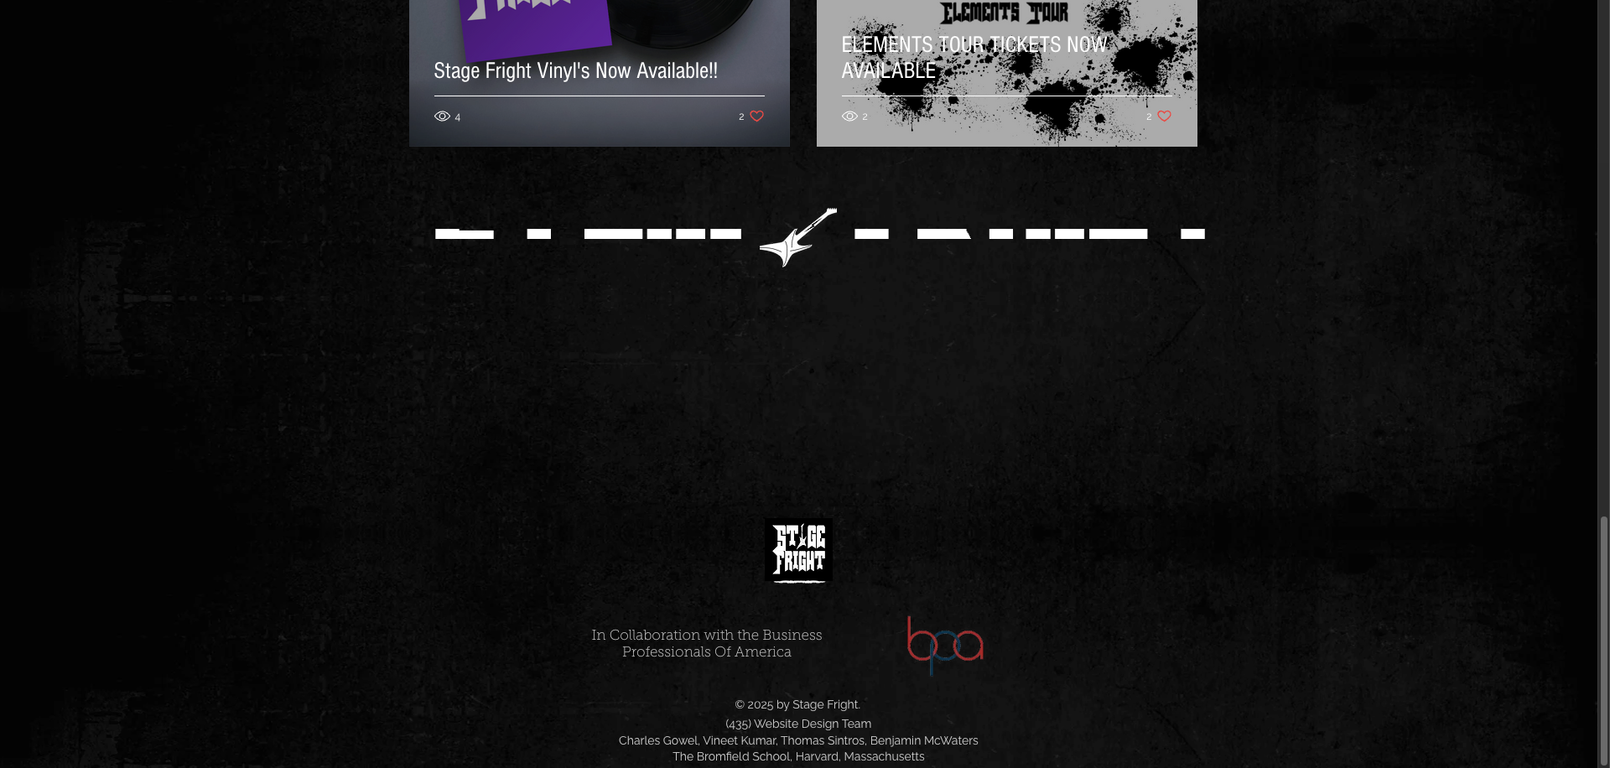 ELEMENTS TOUR
Stage Fright Vinyl's Now Available!!
4
2
ELEMENTS TOUR TICKETS NOW
AVAILABLE
2
2
STAGE
FRIGHT
In Collaboration with the Business
Professionals Of America
bpa
© 2025 by Stage Fright.
(435) Website Design Team
Charles Gowel, Vineet Kumar, Thomas Sintros, Benjamin McWaters
The Bromfield School, Harvard, Massachusetts